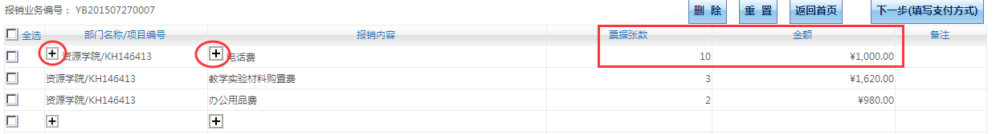 报销业务编号： YB201507270007
删 除 重 置 返回首页 下一步(填写支付方式)
全选 部门名称/项目编号 报销内容 票据张数 金额 备注
资源学院/KH146413 电话费 10 ¥1,000.00
资源学院/KH146413 教学实验材料购置费 3 ¥1,620.00
资源学院/KH146413 办公用品费 2 ¥980.00